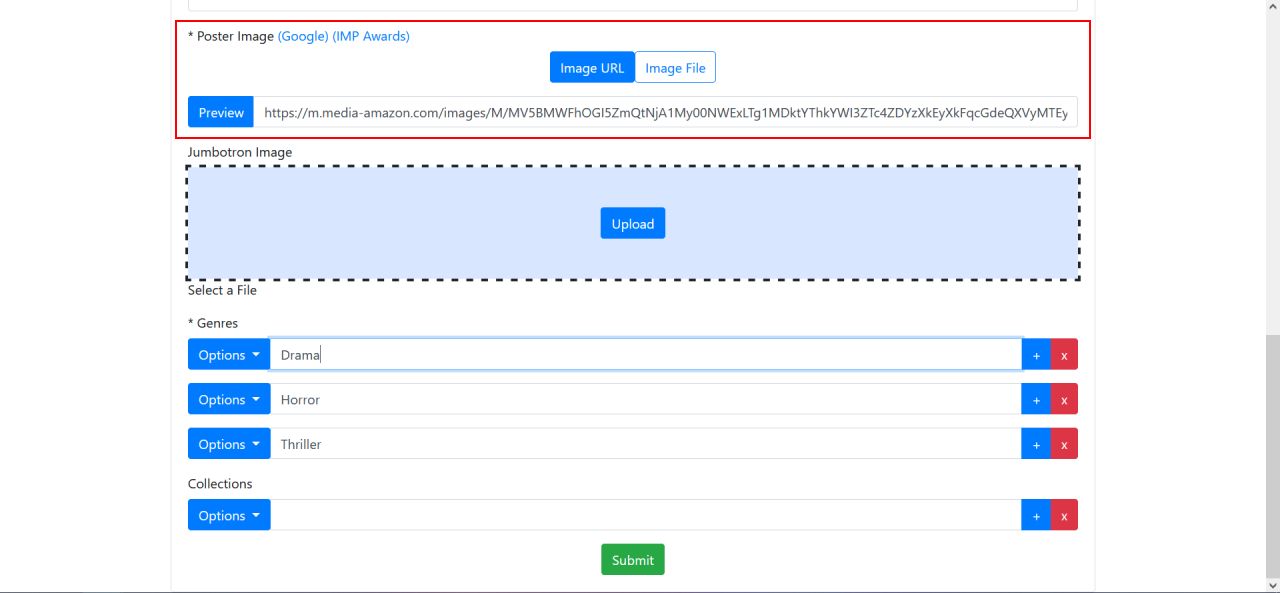 * Poster Image (Google) (IMP Awards)
Image URL Image File
Preview https://m.media-amazon.com/images/M/MV5BMWFhOGI5ZmQtNjA1My00NWExLTg1MDktYThkYWI3ZTc4ZDYzXkEyXkFqcGdeQXVyMTEy
Jumbotron Image
Upload
Select a File
* Genres
Options Drama + x
Options Horror + x
Options Thriller + x
Collections
Options + x
Submit